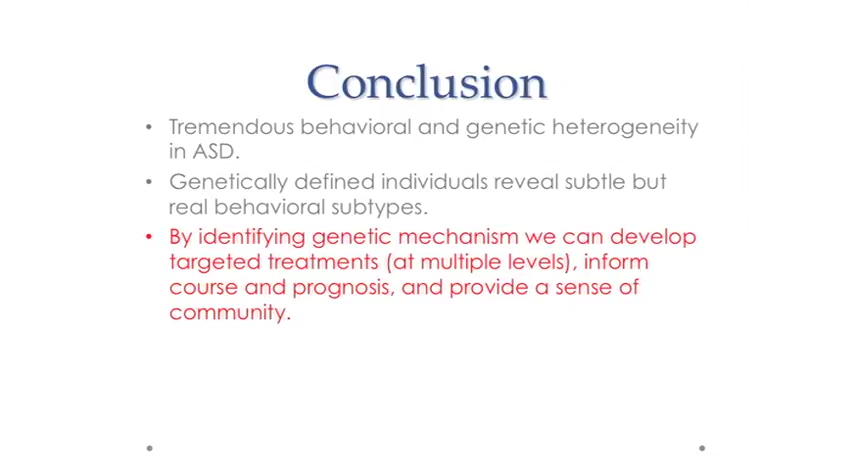 Conclusion
• Tremendous behavioral and genetic heterogeneity
in ASD.
• Genetically defined individuals reveal subtle but
real behavioral subtypes.
• By identifying genetic mechanism we can develop
targeted treatments (at multiple levels), inform
course and prognosis, and provide a sense of
community.